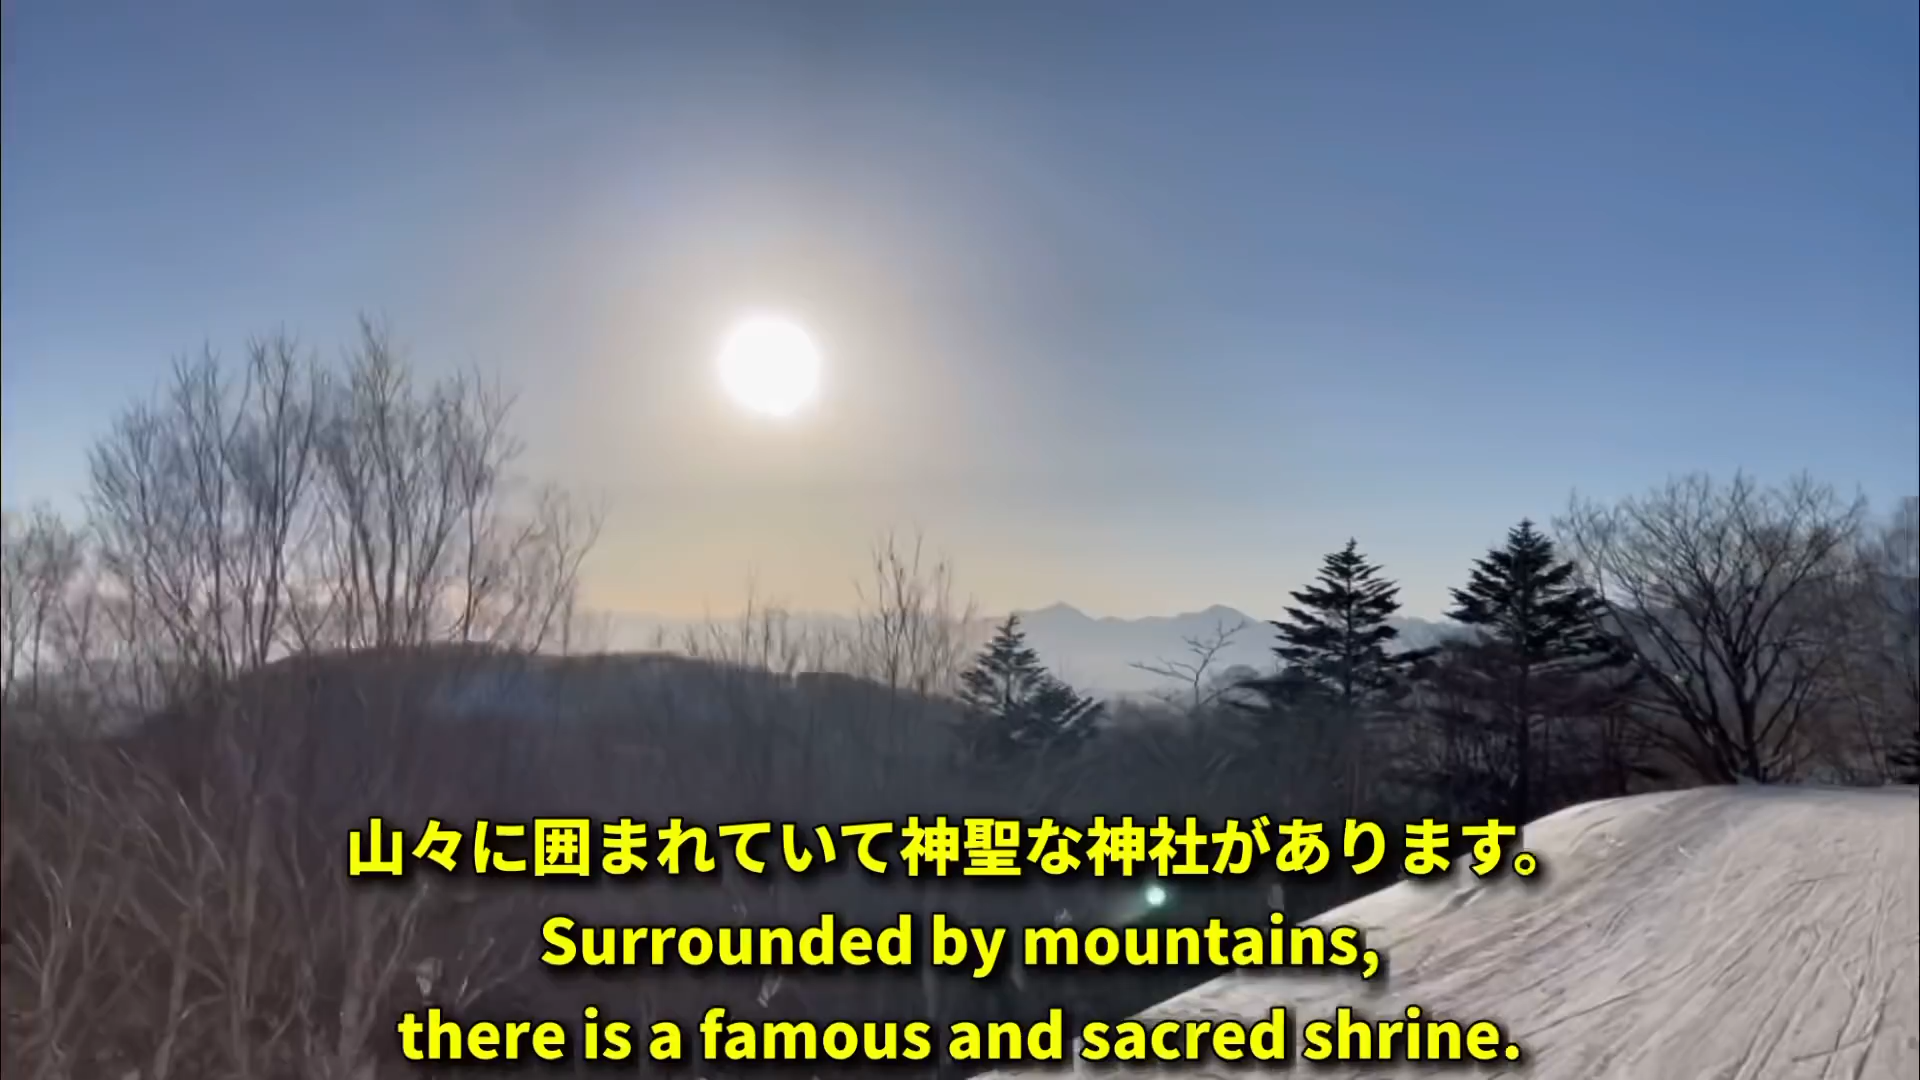 山々に囲まれていて神聖な神社があります。
Surrounded by mountains,
there is a famous and sacred shrine.